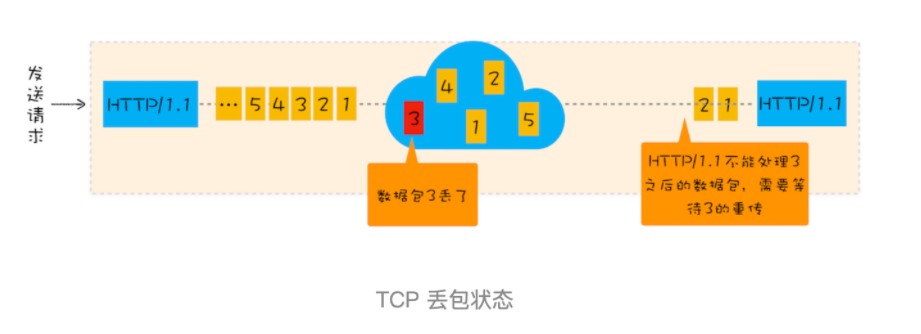 发送请求
HTTP/1.1
... 5 4 3 2 1
4 2
3 1 5
2 1
HTTP/1.1
数据包3丢了
HTTP/1.1不能处理3
之后的数据包，需要等
待3的重传
TCP 丢包状态